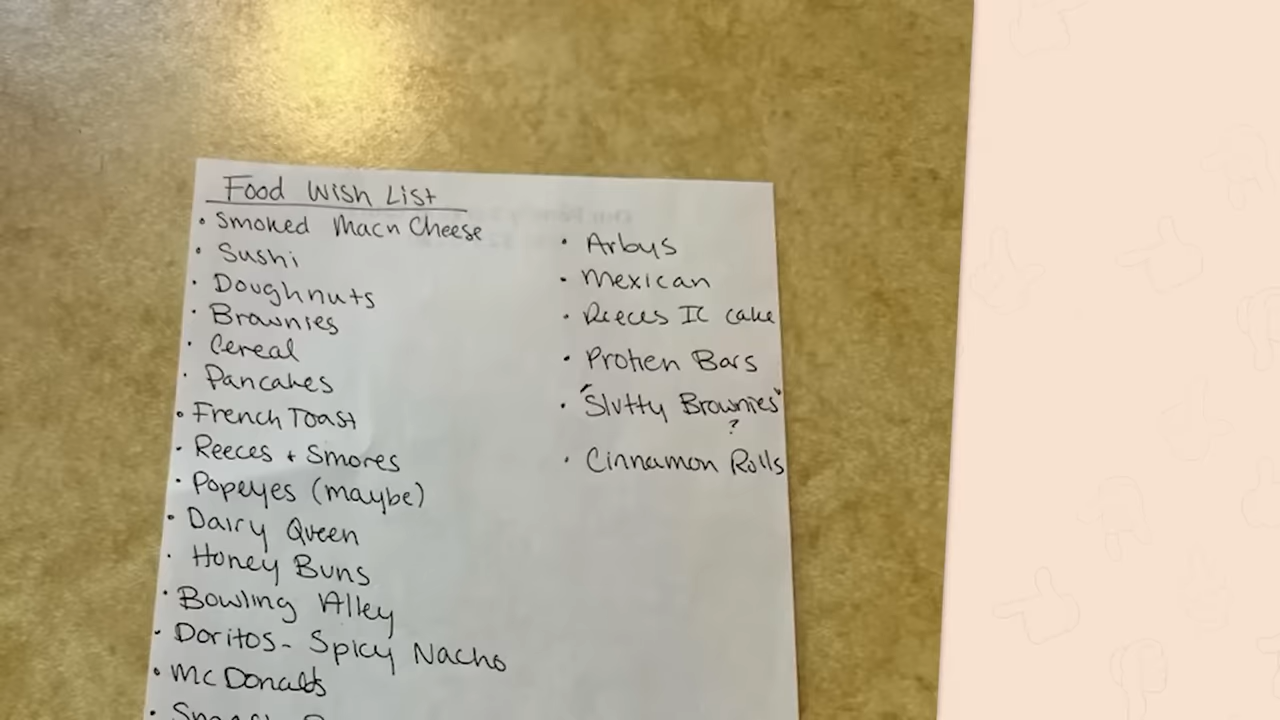 Food Wish List
• Smoked Mac n Cheese
• Sushi
• Doughnuts
• Brownies
• Cereal
• Pancakes
• French Toast
• Reeces + Smores
• Popeyes (maybe)
• Dairy Queen
• Honey Buns
• Bowling Alley
• Doritos - Spicy Nacho
• McDonalds
• Arbys
• Mexican
• Reeces IC cake
• Protien Bars
• "Slutty Brownies"
?
• Cinnamon Rolls